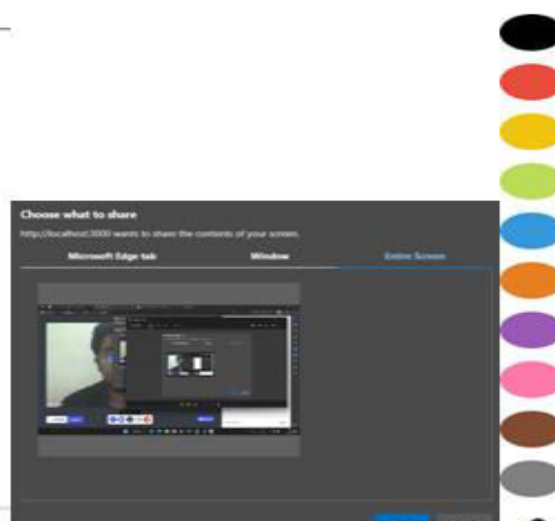 Choose what to share
http://localhost:3000 wants to share the contents of your screen.
Microsoft Edge tab
Window
Entire Screen